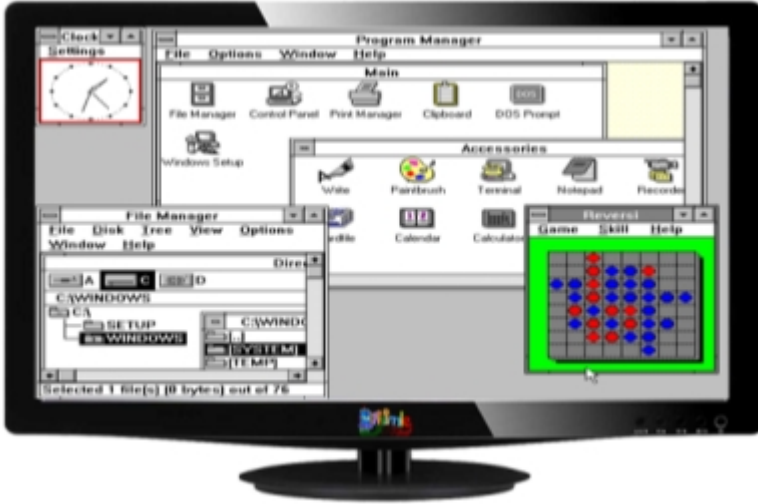 Clock
Settings
Program Manager
File Options Window Help
Main
File Manager Control Panel Print Manager Clipboard DOS Prompt
DOS
Windows Setup
Accessories
Write Paintbrush Terminal Notepad Recorder
Calendar Calculator
File Manager
File Disk Tree View Options
Window Help
A C D
C:\WINDOWS
C:\
SETUP
WINDOWS
C:\WINDO
[..]
[SYSTEM]
[TEMP]
Selected 1 file(s) (0 bytes) out of 76
Reversi
Game Skill Help